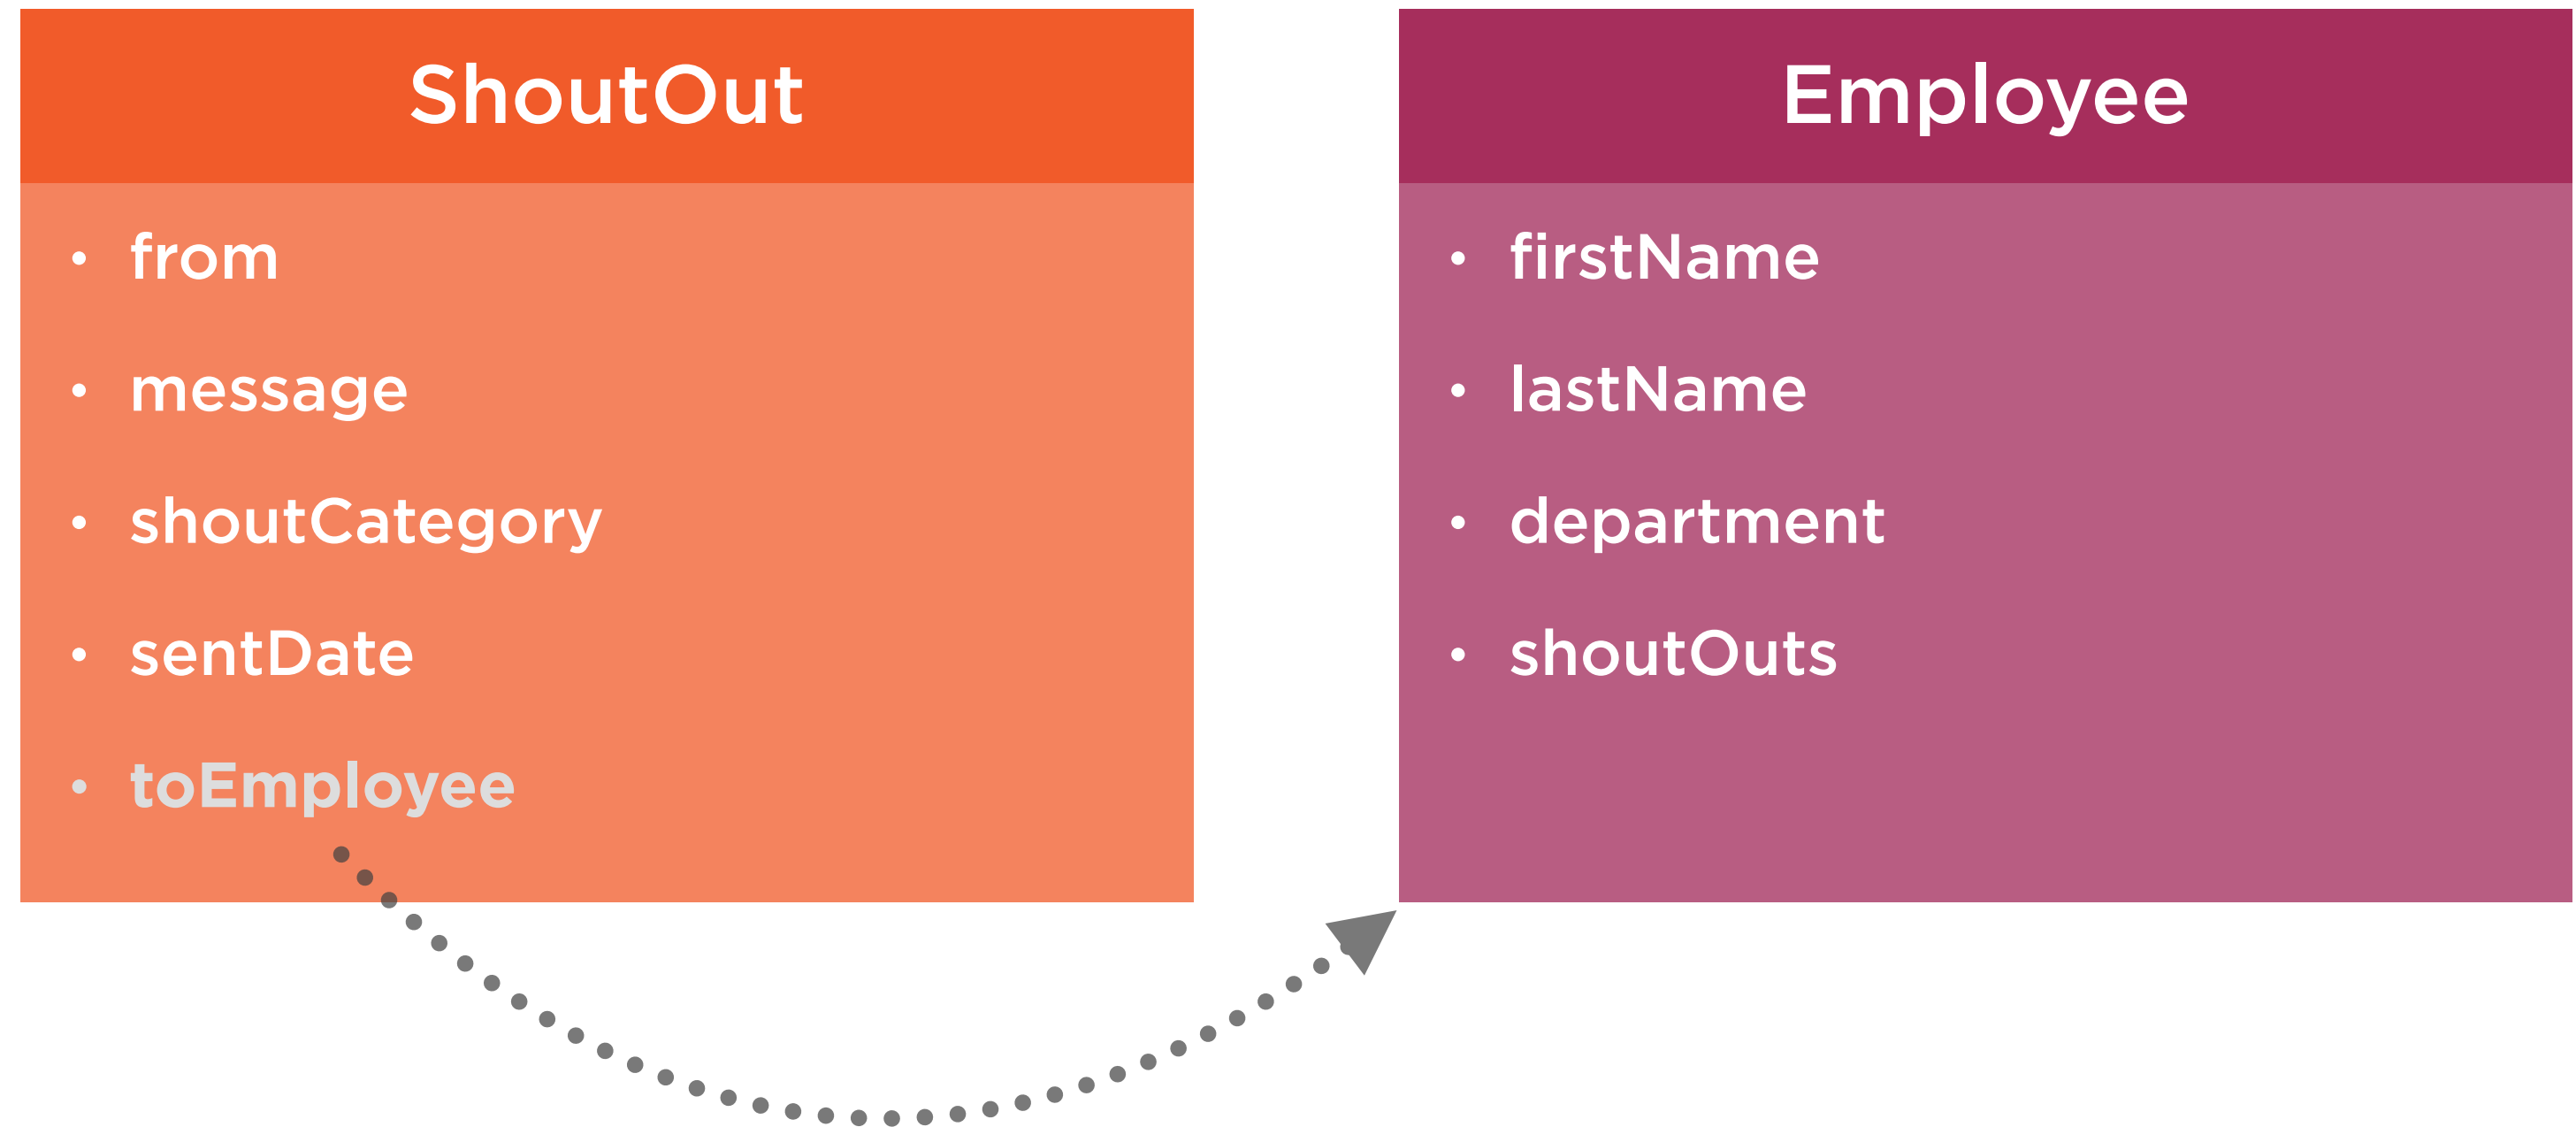 ShoutOut
• from
• message
• shoutCategory
• sentDate
• toEmployee
Employee
• firstName
• lastName
• department
• shoutOuts